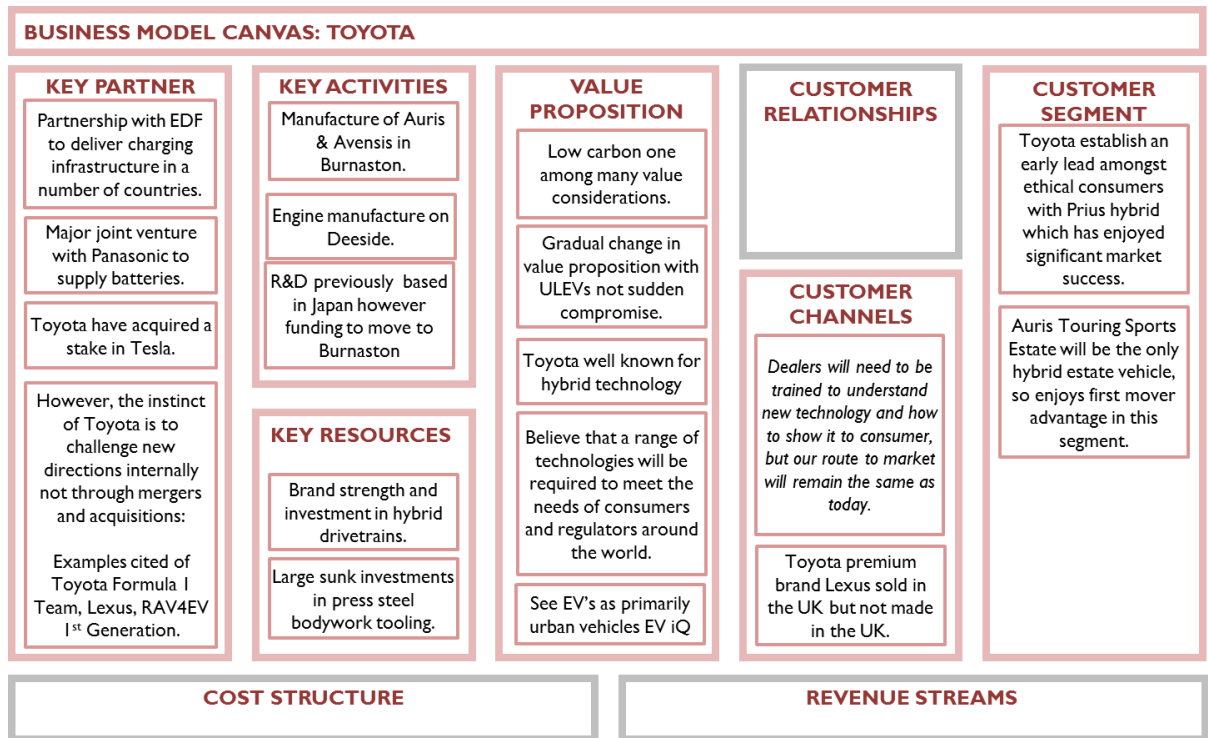 BUSINESS MODEL CANVAS: TOYOTA
KEY PARTNER
Partnership with EDF
to deliver charging
infrastructure in a
number of countries.
Major joint venture
with Panasonic to
supply batteries.
Toyota have acquired a
stake in Tesla.
However, the instinct
of Toyota is to
challenge new
directions internally
not through mergers
and acquisitions:
Examples cited of
Toyota Formula 1
Team, Lexus, RAV4EV
1st Generation.
KEY ACTIVITIES
Manufacture of Auris
& Avensis in
Burnaston.
Engine manufacture on
Deeside.
R&D previously based
in Japan however
funding to move to
Burnaston
KEY RESOURCES
Brand strength and
investment in hybrid
drivetrains.
Large sunk investments
in press steel
bodywork tooling.
VALUE
PROPOSITION
Low carbon one
among many value
considerations.
Gradual change in
value proposition with
ULEVs not sudden
compromise.
Toyota well known for
hybrid technology
Believe that a range of
technologies will be
required to meet the
needs of consumers
and regulators around
the world.
See EV's as primarily
urban vehicles EV iQ
CUSTOMER
RELATIONSHIPS
CUSTOMER
CHANNELS
Dealers will need to be
trained to understand
new technology and how
to show it to consumer,
but our route to market
will remain the same as
today.
Toyota premium
brand Lexus sold in
the UK but not made
in the UK.
CUSTOMER
SEGMENT
Toyota establish an
early lead amongst
ethical consumers
with Prius hybrid
which has enjoyed
significant market
success.
Auris Touring Sports
Estate will be the only
hybrid estate vehicle,
so enjoys first mover
advantage in this
segment.
COST STRUCTURE
REVENUE STREAMS